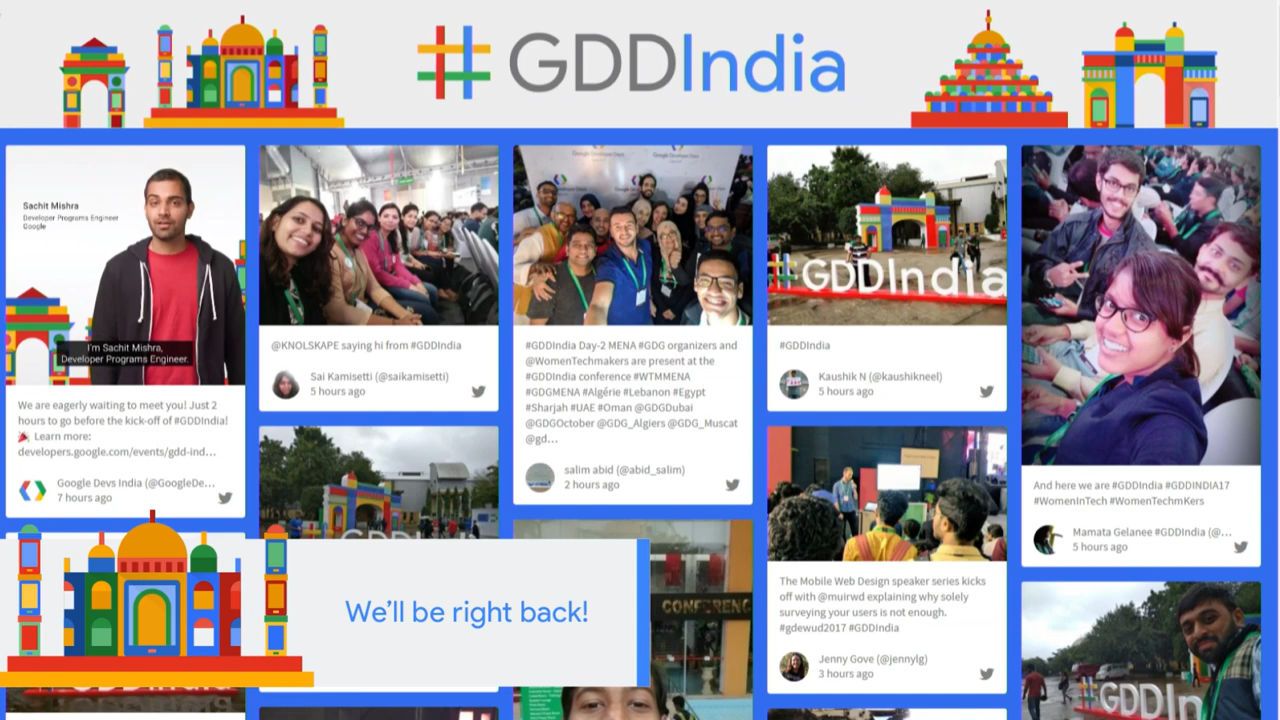 #GDDIndia
Sachit Mishra
Developer Programs Engineer
Google
I'm Sachit Mishra,
Developer Programs Engineer.
We are eagerly waiting to meet you! Just 2
hours to go before the kick-off of #GDDIndia!
🎉 Learn more:
developers.google.com/events/gdd-ind...
Google Devs India (@GoogleDe...
7 hours ago
@KNOLSKAPE saying hi from #GDDIndia
Sai Kamisetti (@saikamisetti)
5 hours ago
#GDDIndia Day-2 MENA #GDG organizers and
@WomenTechmakers are present at the
#GDDIndia conference #WTMMENA
#GDGMENA #Algérie #Lebanon #Egypt
#Sharjah #UAE #Oman @GDGDubai
@GDGOctober @GDG_Algiers @GDG_Muscat
@gd...
salim abid (@abid_salim)
2 hours ago
CONFERENC
#GDDIndia
#GDDIndia
Kaushik N (@kaushikneel)
5 hours ago
The Mobile Web Design speaker series kicks
off with @muirwd explaining why solely
surveying your users is not enough.
#gdewud2017 #GDDIndia
Jenny Gove (@jennylg)
3 hours ago
And here we are #GDDIndia #GDDINDIA17
#WomenInTech #WomenTechmKers
Mamata Gelanee #GDDIndia (@...
5 hours ago
#GDDIn
We'll be right back!